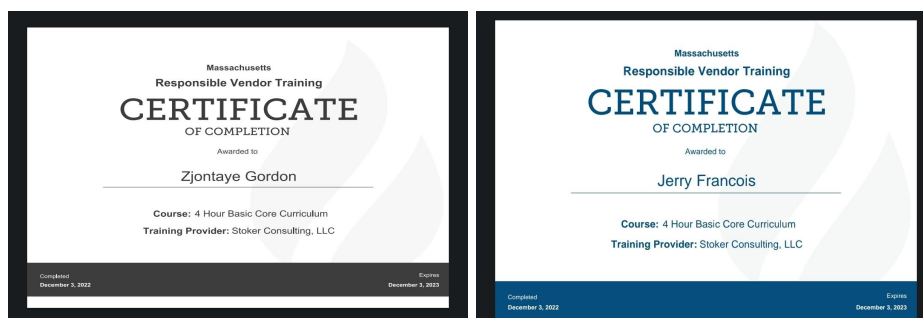 Massachusetts
Responsible Vendor Training
CERTIFICATE
OF COMPLETION
Awarded to
Zjontaye Gordon
Course: 4 Hour Basic Core Curriculum
Training Provider: Stoker Consulting, LLC
Completed
December 3, 2022
Expires
December 3, 2023
Massachusetts
Responsible Vendor Training
CERTIFICATE
OF COMPLETION
Awarded to
Jerry Francois
Course: 4 Hour Basic Core Curriculum
Training Provider: Stoker Consulting, LLC
Completed
December 3, 2022
Expires
December 3, 2023